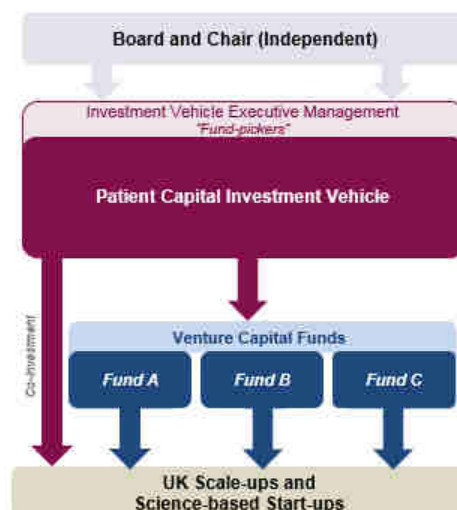 Board and Chair (Independent)
Investment Vehicle Executive Management
"Fund-pickers"
Patient Capital Investment Vehicle
Co-investment
Venture Capital Funds
Fund A
Fund B
Fund C
UK Scale-ups and
Science-based Start-ups